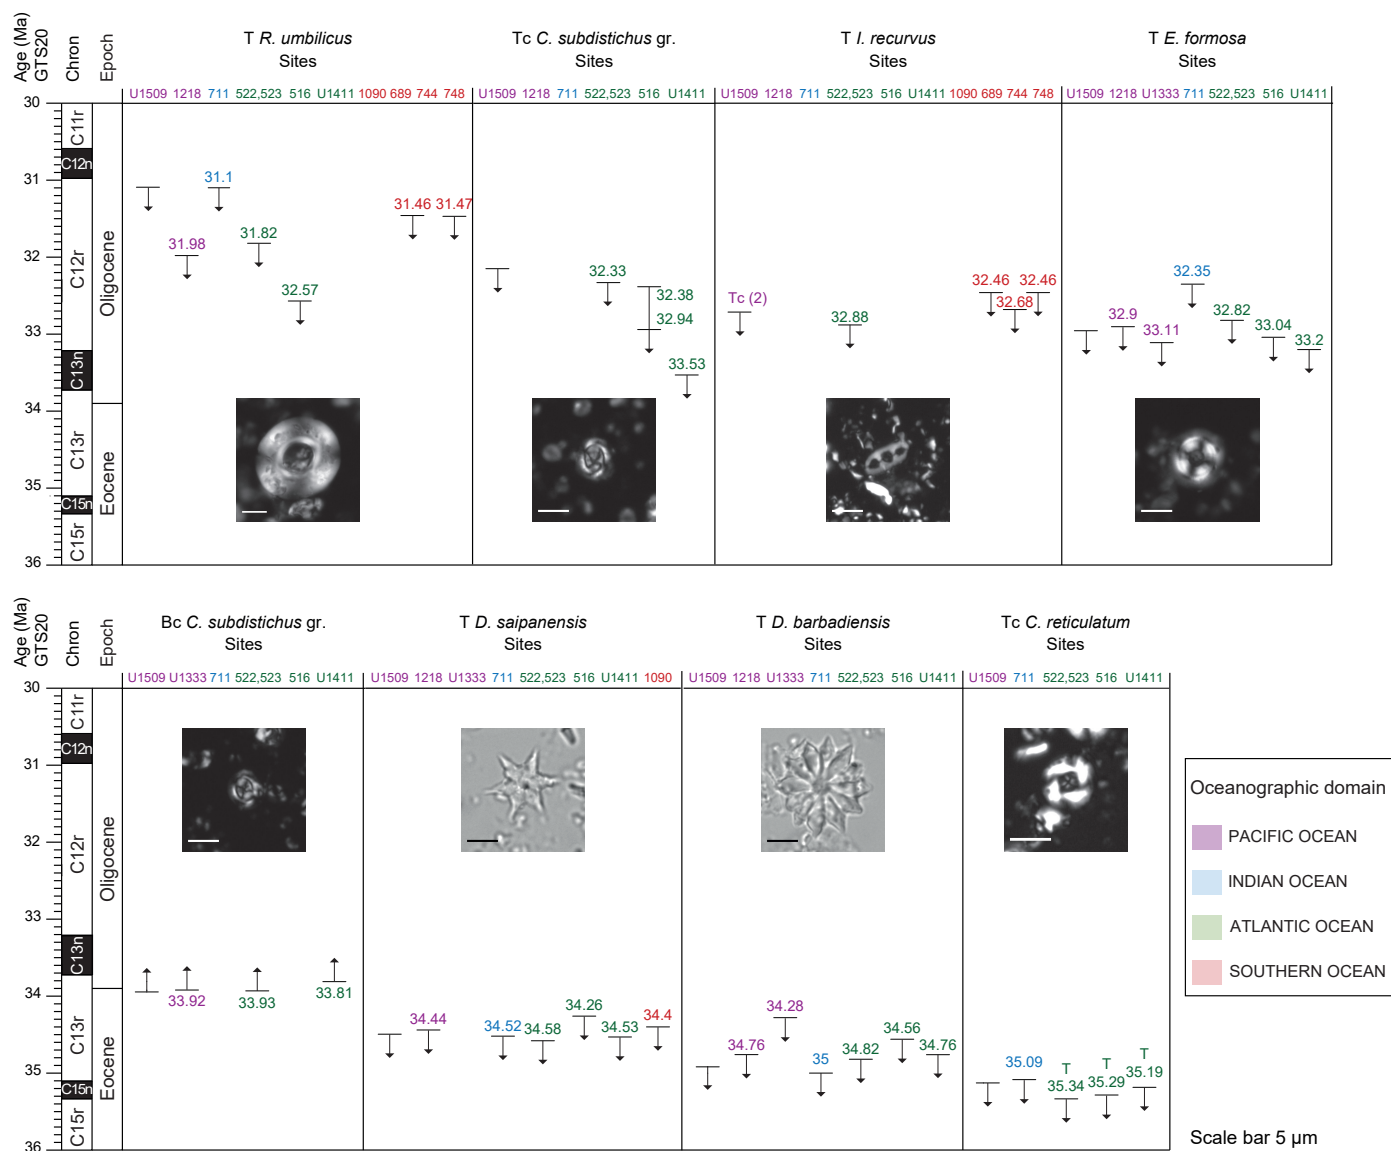 Age (Ma)
GTS20
Chron
Epoch
T R. umbilicus
Sites
Tc C. subdistichus gr.
Sites
T I. recurvus
Sites
T E. formosa
Sites
U1509 1218 711 522,523 516 U1411 1090 689 744 748
U1509 1218 711 522,523 516 U1411
U1509 1218 711 522,523 516 U1411 1090 689 744 748
U1509 1218 U1333 711 522,523 516 U1411
30
31
32
33
34
35
36
C11r
C12n
C12r
C13n
C13r
C15n
C15r
Oligocene
Eocene
31.1
31.98
31.82
32.57
31.46 31.47
32.33
32.38
32.94
33.53
Tc (2)
32.88
32.46 32.46
32.68
32.9
33.11
32.35
32.82
33.04
33.2
Age (Ma)
GTS20
Chron
Epoch
Bc C. subdistichus gr.
Sites
T D. saipanensis
Sites
T D. barbadiensis
Sites
Tc C. reticulatum
Sites
U1509 U1333 711 522,523 516 U1411
U1509 1218 U1333 711 522,523 516 U1411 1090
U1509 1218 U1333 711 522,523 516 U1411
U1509 711 522,523 516 U1411
30
31
32
33
34
35
36
C11r
C12n
C12r
C13n
C13r
C15n
C15r
Oligocene
Eocene
33.92
33.93
33.81
34.44
34.52 34.58
34.26
34.53
34.4
34.76
34.28
35
34.82
34.56
34.76
35.09
T
35.34
T
35.29
T
35.19
Oceanographic domain
PACIFIC OCEAN
INDIAN OCEAN
ATLANTIC OCEAN
SOUTHERN OCEAN
Scale bar 5 µm